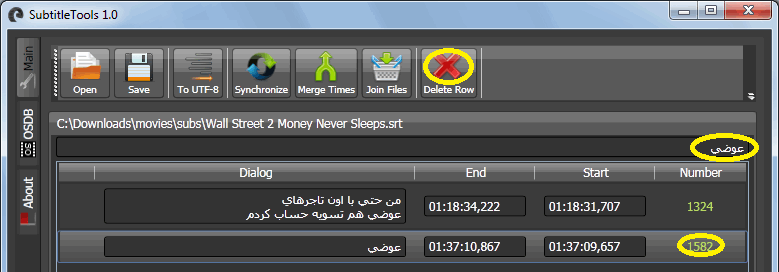 SubtitleTools 1.0
Main
OSDB
About
Open
Save
To UTF-8
Synchronize
Merge Times
Join Files
Delete Row
C:\Downloads\movies\subs\Wall Street 2 Money Never Sleeps.srt
عوضي
Dialog End Start Number
من حتي با اون تاجرهاي
عوضي هم تسويه حساب كردم
01:18:34,222 01:18:31,707 1324
عوضي 01:37:10,867 01:37:09,657 1582